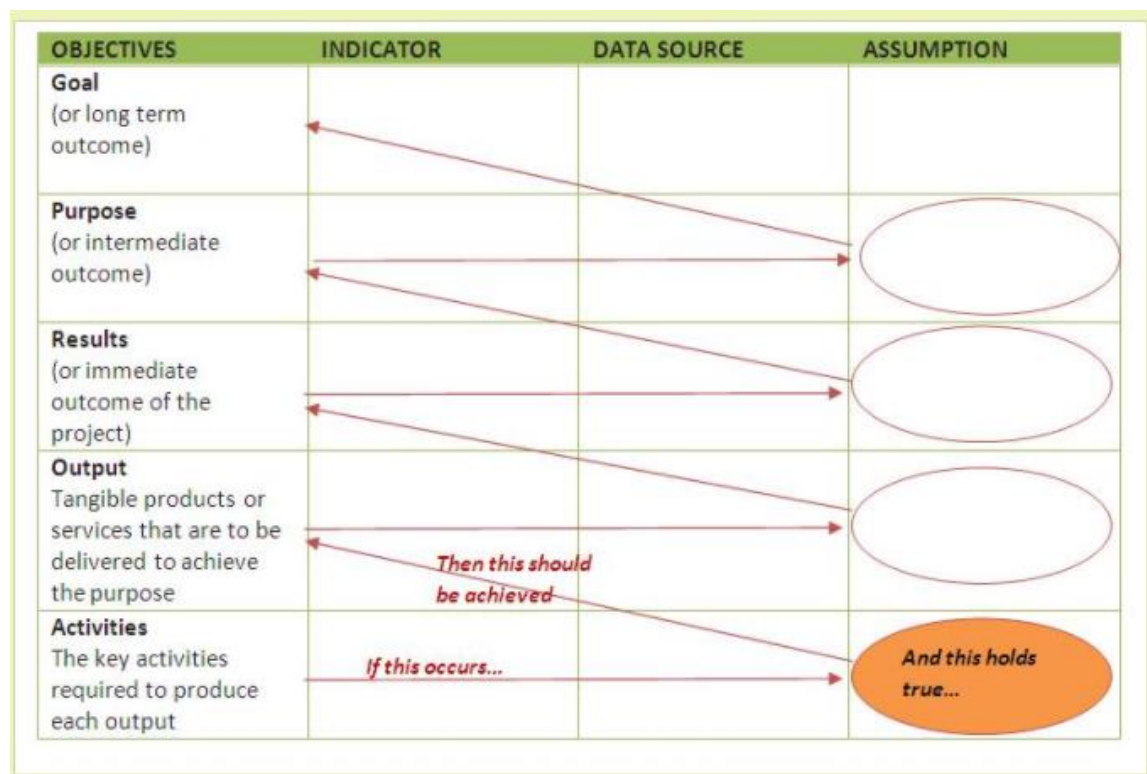 OBJECTIVES INDICATOR DATA SOURCE ASSUMPTION
Goal
(or long term
outcome)
Purpose
(or intermediate
outcome)
Results
(or immediate
outcome of the
project)
Output
Tangible products or
services that are to be
delivered to achieve
the purpose
Then this should
be achieved
Activities
The key activities
required to produce
each output
If this occurs...
And this holds
true...